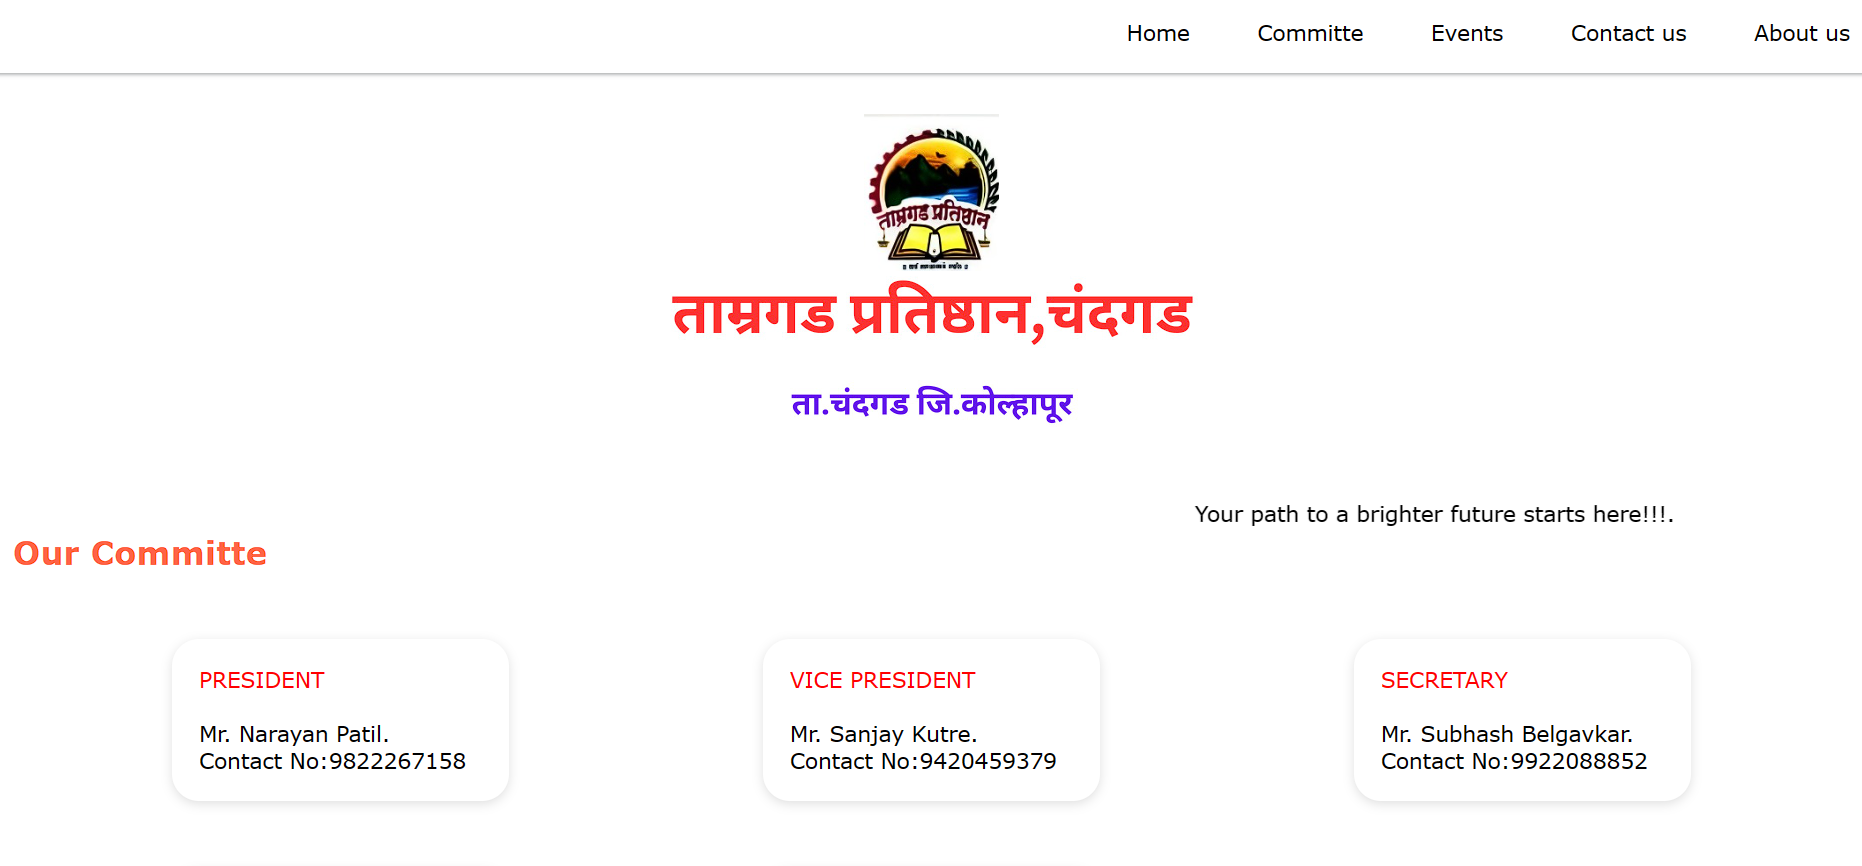 Home Committe Events Contact us About us
ताम्रगड प्रतिष्ठान
ताम्रगड प्रतिष्ठान,चंदगड
ता.चंदगड जि.कोल्हापूर
Your path to a brighter future starts here!!!.
Our Committe
PRESIDENT
Mr. Narayan Patil.
Contact No:9822267158
VICE PRESIDENT
Mr. Sanjay Kutre.
Contact No:9420459379
SECRETARY
Mr. Subhash Belgavkar.
Contact No:9922088852